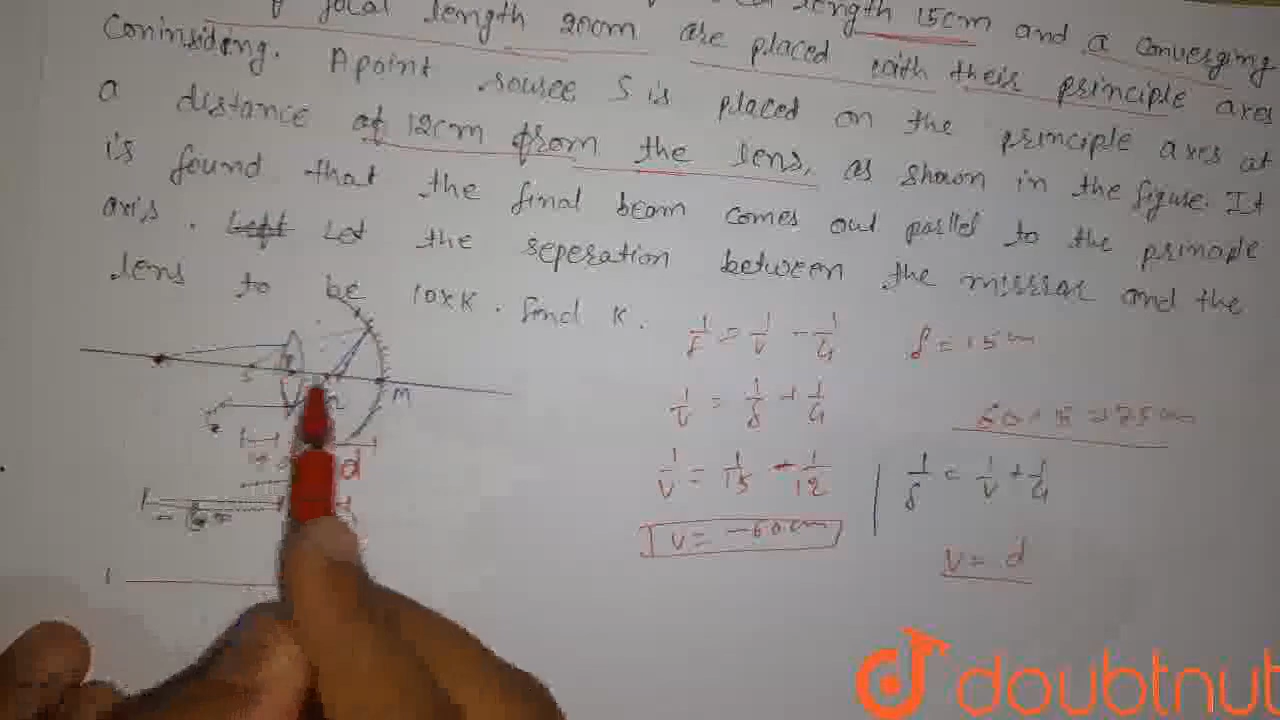 focal length 20cm are placed with their principle axes
length 15cm and a converging
Coninsideng. A point sousce S is placed on the principle axes at
a distance of 12cm from the lens, as shown in the figure. It
is found that the final beam comes out parllel to the principle
axis. Left Let the seperation between the missiar and the
lens to be 10xK. find K.
S
M
d
1/f = 1/v - 1/u
f = 15cm
1/v = 1/f + 1/u
60+15 = 75cm
1/v = 1/15 - 1/12
1/f = 1/v + 1/u
v = -60cm
v = d
doubtnut